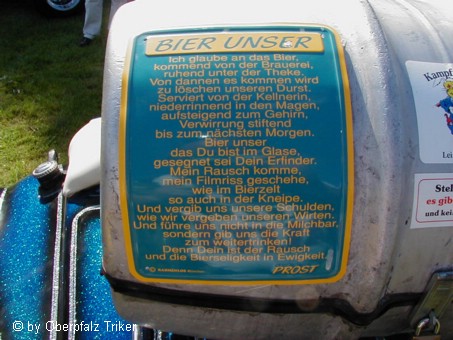 BIER UNSER
Ich glaube an das Bier,
kommend von der Brauerei,
ruhend unter der Theke.
Von dannen es kommen wird
zu löschen unseren Durst.
Serviert von der Kellnerin,
niederrinnend in den Magen,
aufsteigend zum Gehirn,
Verwirrung stiftend
bis zum nächsten Morgen.
Bier unser
das Du bist im Glase,
gesegnet sei Dein Erfinder.
Mein Rausch komme,
mein Filmriss geschehe,
wie im Bierzelt
so auch in der Kneipe.
Und vergib uns unsere Schulden,
wie wir vergeben unseren Wirten.
Und führe uns nicht in die Milchbar,
sondern gib uns die Kraft
zum weitertrinken!
Denn Dein ist der Rausch
und die Bierseligkeit in Ewigkeit.
PROST
Kampf
Lei
Stel
es gib
und kei
© by Oberpfalz Triker